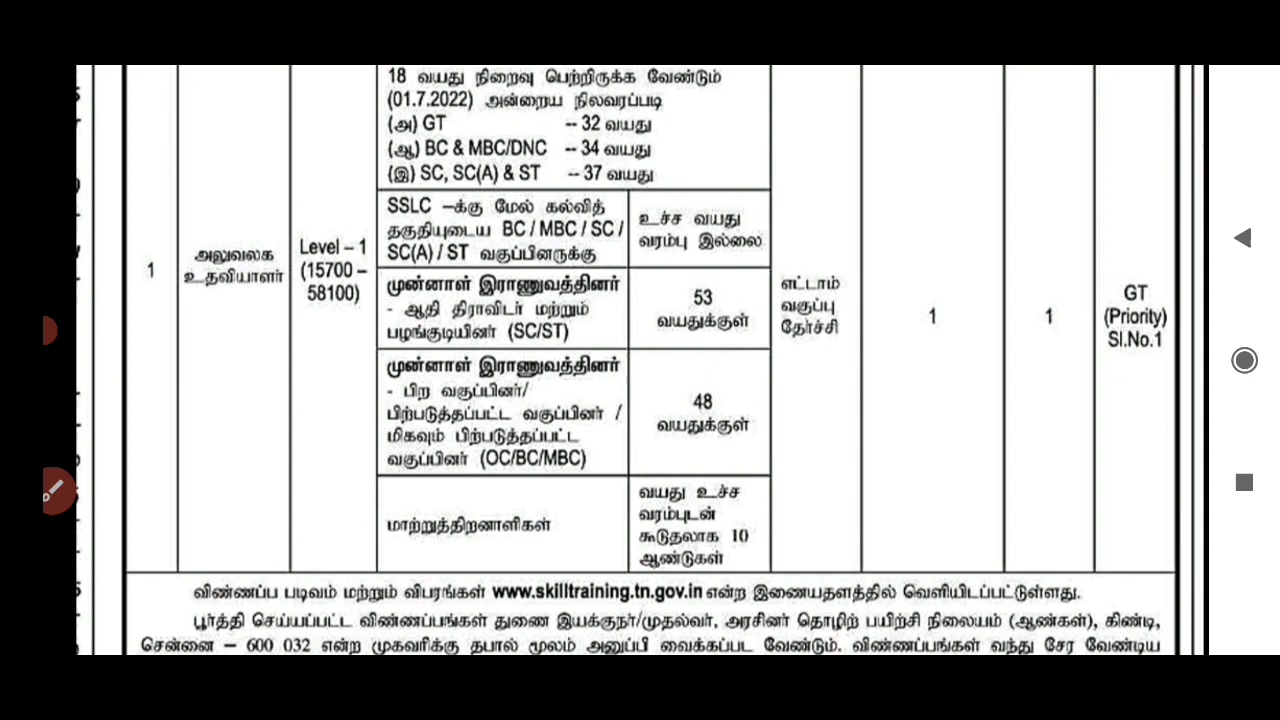 18 வயது நிறைவு பெற்றிருக்க வேண்டும்
(01.7.2022) அன்றைய நிலவரப்படி
(அ) GT -- 32 வயது
(ஆ) BC & MBC/DNC -- 34 வயது
(இ) SC, SC(A) & ST -- 37 வயது
1
அலுவலக
உதவியாளர்
Level – 1
(15700 –
58100)
SSLC –க்கு மேல் கல்வித்
தகுதியுடைய BC / MBC / SC /
SC(A) / ST வகுப்பினருக்கு
உச்ச வயது
வரம்பு இல்லை
முன்னாள் இராணுவத்தினர்
- ஆதி திராவிடர் மற்றும்
பழங்குடியினர் (SC/ST)
53
வயதுக்குள்
முன்னாள் இராணுவத்தினர்
- பிற வகுப்பினர்/
பிற்படுத்தப்பட்ட வகுப்பினர் /
மிகவும் பிற்படுத்தப்பட்ட
வகுப்பினர் (OC/BC/MBC)
48
வயதுக்குள்
மாற்றுத்திறனாளிகள்
வயது உச்ச
வரம்புடன்
கூடுதலாக 10
ஆண்டுகள்
எட்டாம்
வகுப்பு
தேர்ச்சி
1
1
GT
(Priority)
Sl.No.1
விண்ணப்ப படிவம் மற்றும் விபரங்கள் www.skilltraining.tn.gov.in என்ற இணையதளத்தில் வெளியிடப்பட்டுள்ளது.
பூர்த்தி செய்யப்பட்ட விண்ணப்பங்கள் துணை இயக்குநர்/முதல்வர், அரசினர் தொழிற் பயிற்சி நிலையம் (ஆண்கள்), கிண்டி,
சென்னை – 600 032 என்ற முகவரிக்கு தபால் மூலம் அனுப்பி வைக்கப்பட வேண்டும். விண்ணப்பங்கள் வந்து சேர வேண்டிய